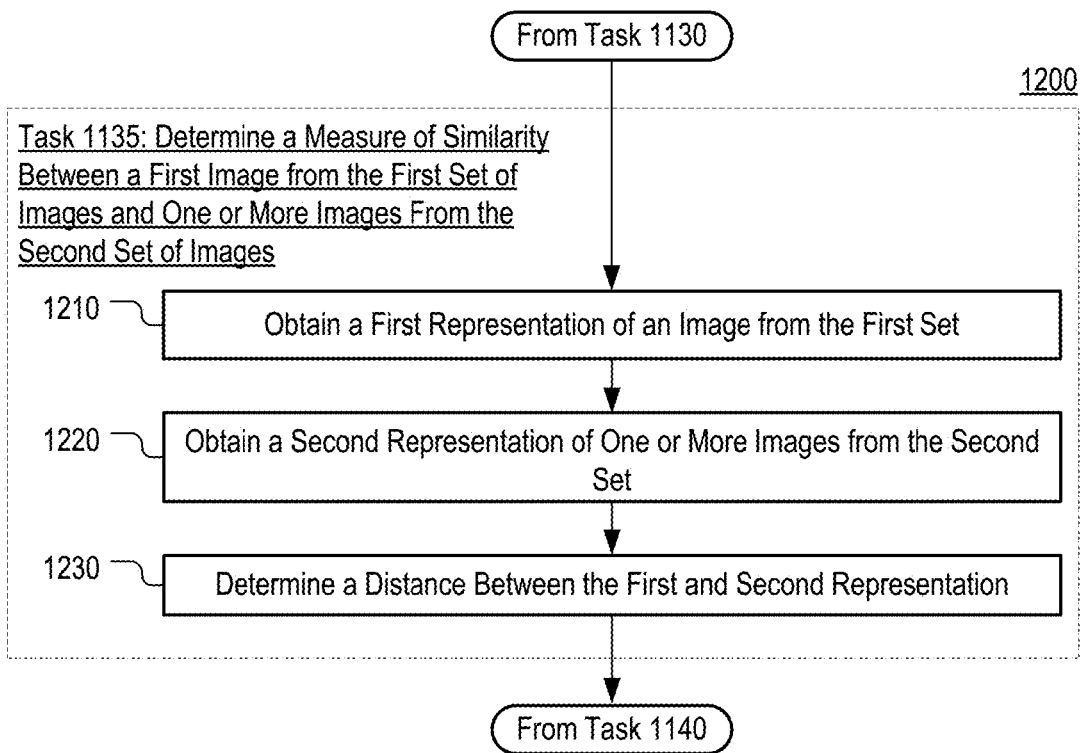 From Task 1130
1200
Task 1135: Determine a Measure of Similarity
Between a First Image from the First Set of
Images and One or More Images From the
Second Set of Images
1210
Obtain a First Representation of an Image from the First Set
1220
Obtain a Second Representation of One or More Images from the Second
Set
1230
Determine a Distance Between the First and Second Representation
From Task 1140